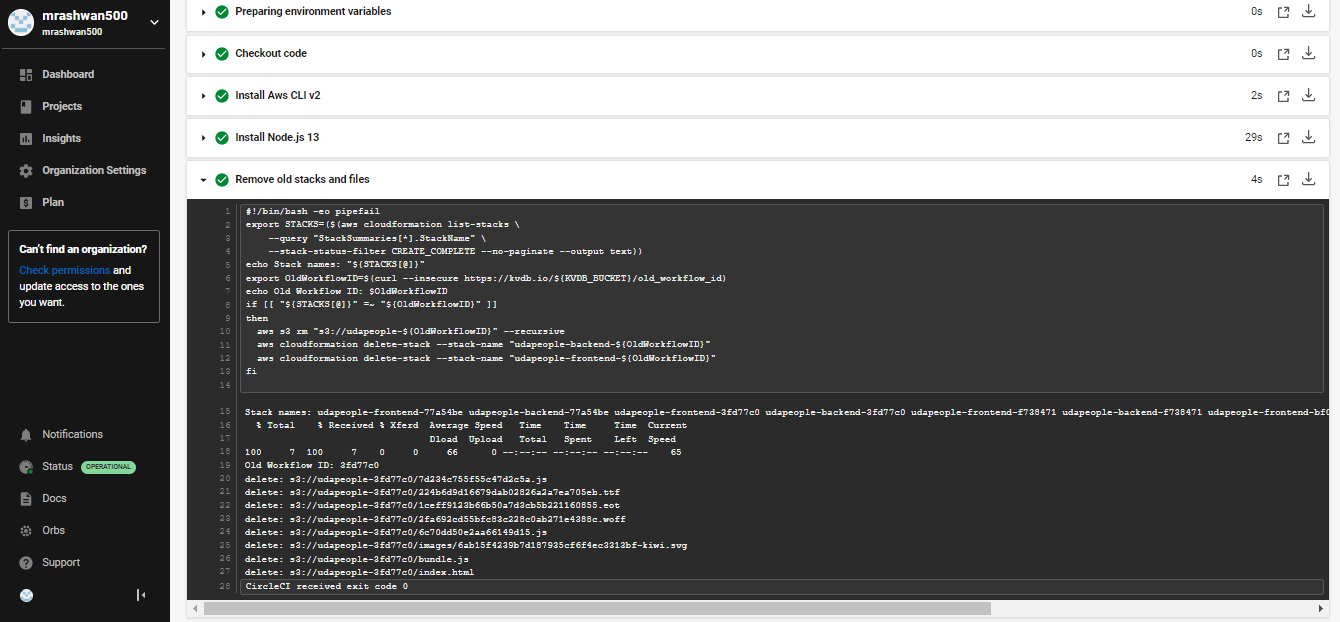 mrashwan500
mrashwan500
Dashboard
Projects
Insights
Organization Settings
Plan
Can't find an organization?
Check permissions and
update access to the ones
you want.
Notifications
Status OPERATIONAL
Docs
Orbs
Support
Preparing environment variables 0s
Checkout code 0s
Install Aws CLI v2 2s
Install Node.js 13 29s
Remove old stacks and files 4s
1 #!/bin/bash -eo pipefail
2 export STACKS=($(aws cloudformation list-stacks \
3 --query "StackSummaries[*].StackName" \
4 --stack-status-filter CREATE_COMPLETE --no-paginate --output text))
5 echo Stack names: "${STACKS[@]}"
6 export OldWorkflowID=$(curl --insecure https://kvdb.io/${KVDB_BUCKET}/old_workflow_id)
7 echo Old Workflow ID: $OldWorkflowID
8 if [[ "${STACKS[@]}" =~ "${OldWorkflowID}" ]]
9 then
10 aws s3 rm "s3://udapeople-${OldWorkflowID}" --recursive
11 aws cloudformation delete-stack --stack-name "udapeople-backend-${OldWorkflowID}"
12 aws cloudformation delete-stack --stack-name "udapeople-frontend-${OldWorkflowID}"
13 fi
14
15 Stack names: udapeople-frontend-77a54be udapeople-backend-77a54be udapeople-frontend-3fd77c0 udapeople-backend-3fd77c0 udapeople-frontend-f738471 udapeople-backend-f738471 udapeople-frontend-bf0
16 % Total % Received % Xferd Average Speed Time Time Time Current
17 Dload Upload Total Spent Left Speed
18 100 7 100 7 0 0 66 0 --:--:-- --:--:-- --:--:-- 65
19 Old Workflow ID: 3fd77c0
20 delete: s3://udapeople-3fd77c0/7d234c755f55c47d2c5a.js
21 delete: s3://udapeople-3fd77c0/224b6d9d16679dab02826a2a7ea705eb.ttf
22 delete: s3://udapeople-3fd77c0/1ceff9123b66b50a7d3cb5b221160855.eot
23 delete: s3://udapeople-3fd77c0/2fa692cd55bfc83c228c0ab271e4388c.woff
24 delete: s3://udapeople-3fd77c0/6c70dd50e2aa66149d15.js
25 delete: s3://udapeople-3fd77c0/images/6ab15f4239b7d187935cf6f4ec3313bf-kiwi.svg
26 delete: s3://udapeople-3fd77c0/bundle.js
27 delete: s3://udapeople-3fd77c0/index.html
28 CircleCI received exit code 0